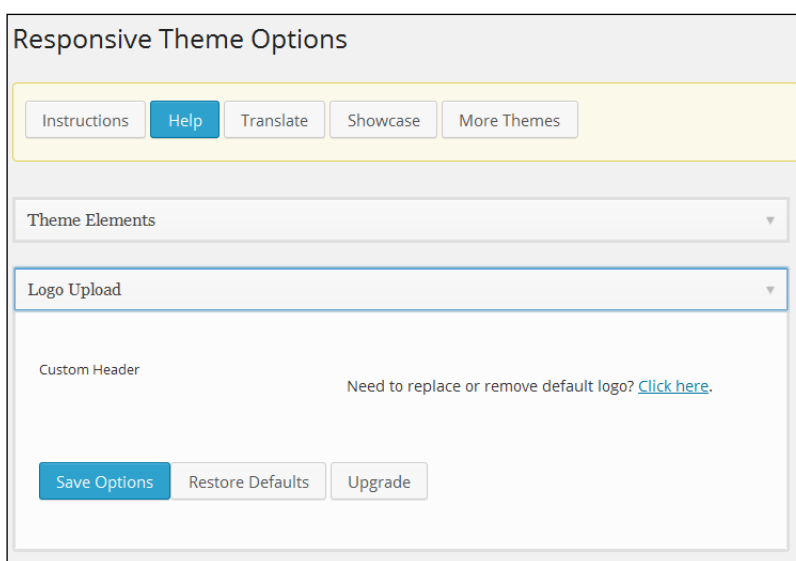 Responsive Theme Options
Instructions Help Translate Showcase More Themes
Theme Elements
Logo Upload
Custom Header
Need to replace or remove default logo? Click here.
Save Options Restore Defaults Upgrade